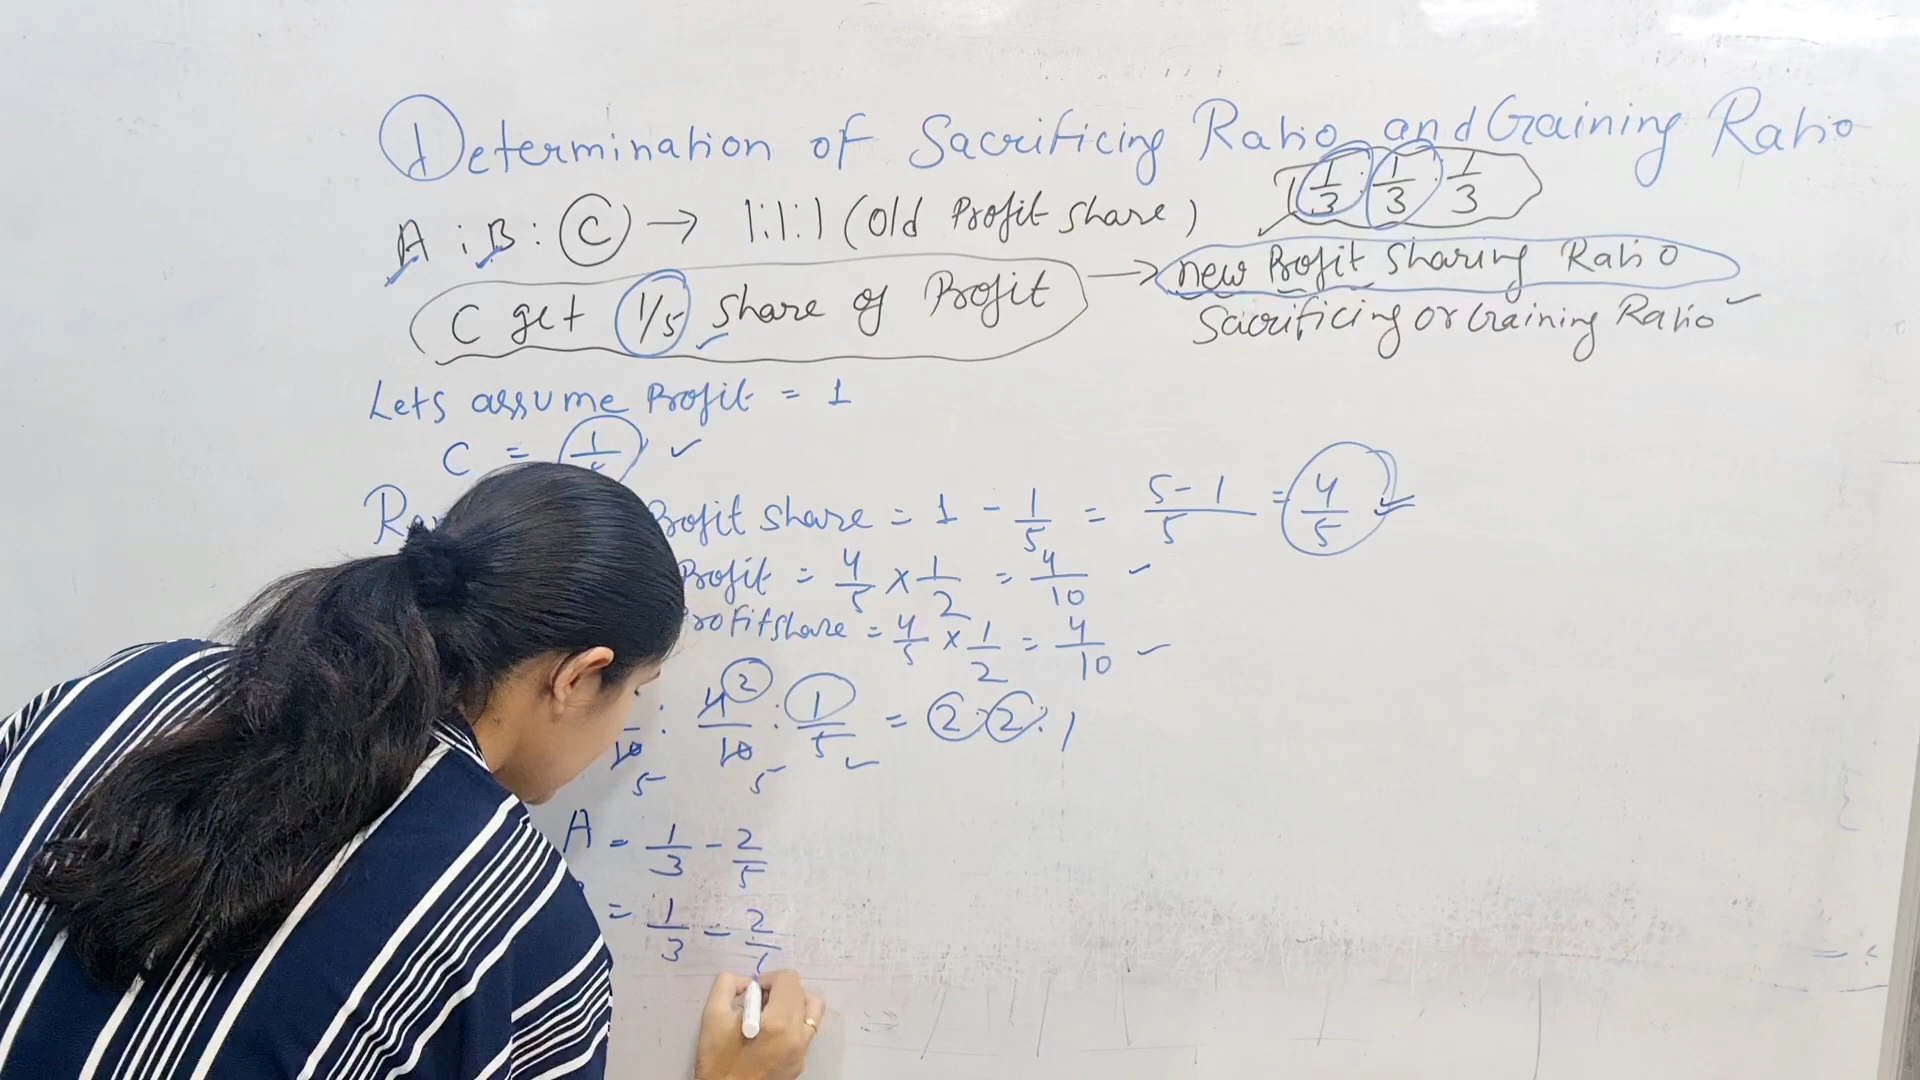 Determination of Sacrificing Ratio and Gaining Ratio
1/3 : 1/3 : 1/3
A : B : C → 1:1:1 (Old Profit share)
C get 1/5 share of Profit → new Profit Sharing Ratio
Sacrificing or Gaining Ratio
Lets assume Profit = 1
C = 1
Profit share = 1 - 1/5 = 5-1/5 = 4/5
Profit = 4/5 × 1/2 = 4/10
Profit share = 4/5 × 1/2 = 4/10
10 5 : 4 2/10 5 : 1/5 = 2:2:1
A = 1/3 - 2/5
= 1/3 - 2